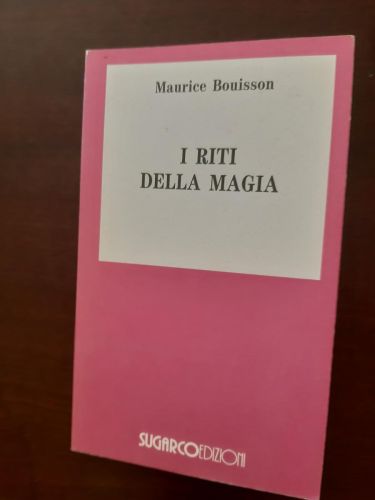 Maurice Bouisson
I RITI
DELLA MAGIA
SUGARCOEDIZIONI